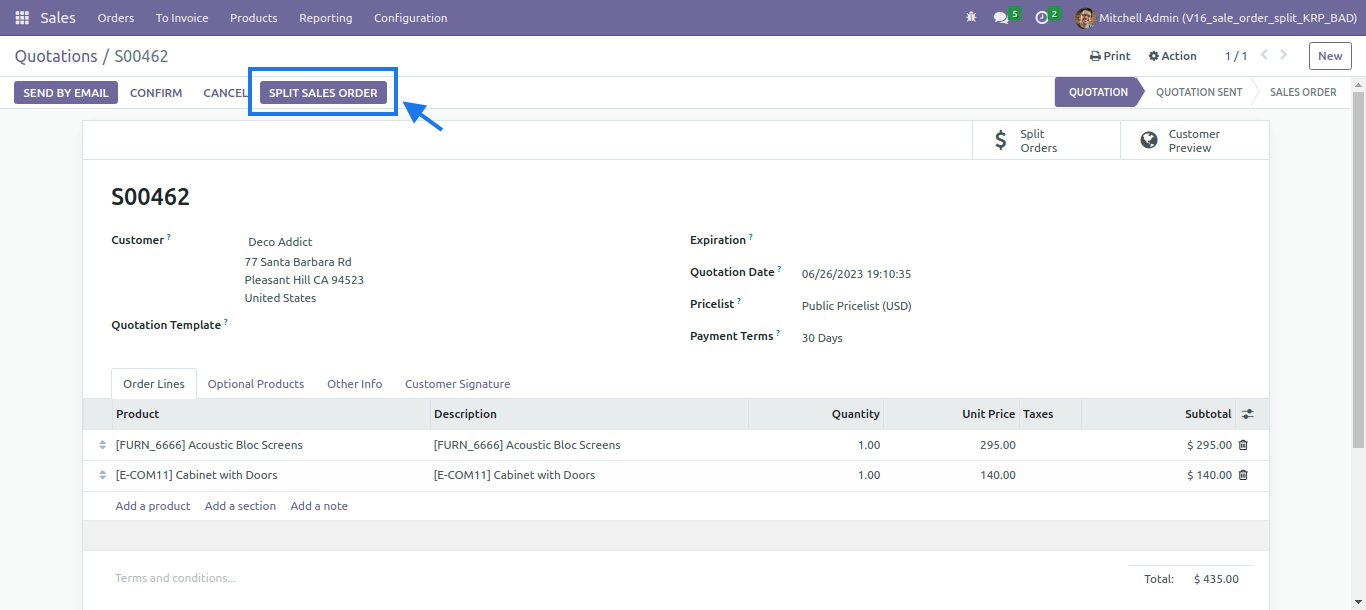 Sales Orders To Invoice Products Reporting Configuration 5 2 Mitchell Admin (V16_sale_order_split_KRP_BAD)
Quotations / S00462 Print Action 1 / 1 New
SEND BY EMAIL CONFIRM CANCEL SPLIT SALES ORDER QUOTATION QUOTATION SENT SALES ORDER
$ Split Orders Customer Preview
S00462
Customer ? Deco Addict Expiration ?
77 Santa Barbara Rd
Quotation Date ? 06/26/2023 19:10:35
Pleasant Hill CA 94523
United States
Pricelist ? Public Pricelist (USD)
Quotation Template ?
Payment Terms ? 30 Days
Order Lines Optional Products Other Info Customer Signature
Product Description Quantity Unit Price Taxes Subtotal
[FURN_6666] Acoustic Bloc Screens [FURN_6666] Acoustic Bloc Screens 1.00 295.00 $ 295.00
[E-COM11] Cabinet with Doors [E-COM11] Cabinet with Doors 1.00 140.00 $ 140.00
Add a product Add a section Add a note
Terms and conditions... Total: $ 435.00